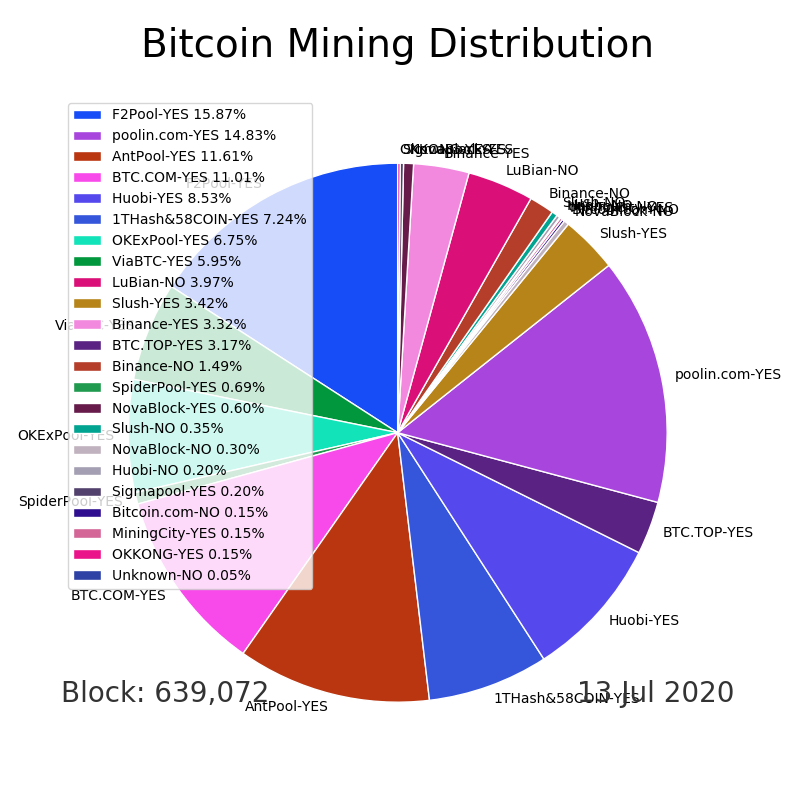 Bitcoin Mining Distribution
F2Pool-YES 15.87%
poolin.com-YES 14.83%
AntPool-YES 11.61%
BTC.COM-YES 11.01%
Huobi-YES 8.53%
1THash&58COIN-YES 7.24%
OKExPool-YES 6.75%
ViaBTC-YES 5.95%
LuBian-NO 3.97%
Slush-YES 3.42%
Binance-YES 3.32%
BTC.TOP-YES 3.17%
Binance-NO 1.49%
SpiderPool-YES 0.69%
NovaBlock-YES 0.60%
Slush-NO 0.35%
NovaBlock-NO 0.30%
Huobi-NO 0.20%
Sigmapool-YES 0.20%
Bitcoin.com-NO 0.15%
MiningCity-YES 0.15%
OKKONG-YES 0.15%
Unknown-NO 0.05%
Binance-YES
LuBian-NO
Binance-NO
Slush-NO
NovaBlock-NO
Slush-YES
poolin.com-YES
BTC.TOP-YES
Huobi-YES
1THash&58COIN-YES
AntPool-YES
BTC.COM-YES
SpiderPool-YES
OKExPool-YES
F2Pool-YES
Block: 639,072
13 Jul 2020